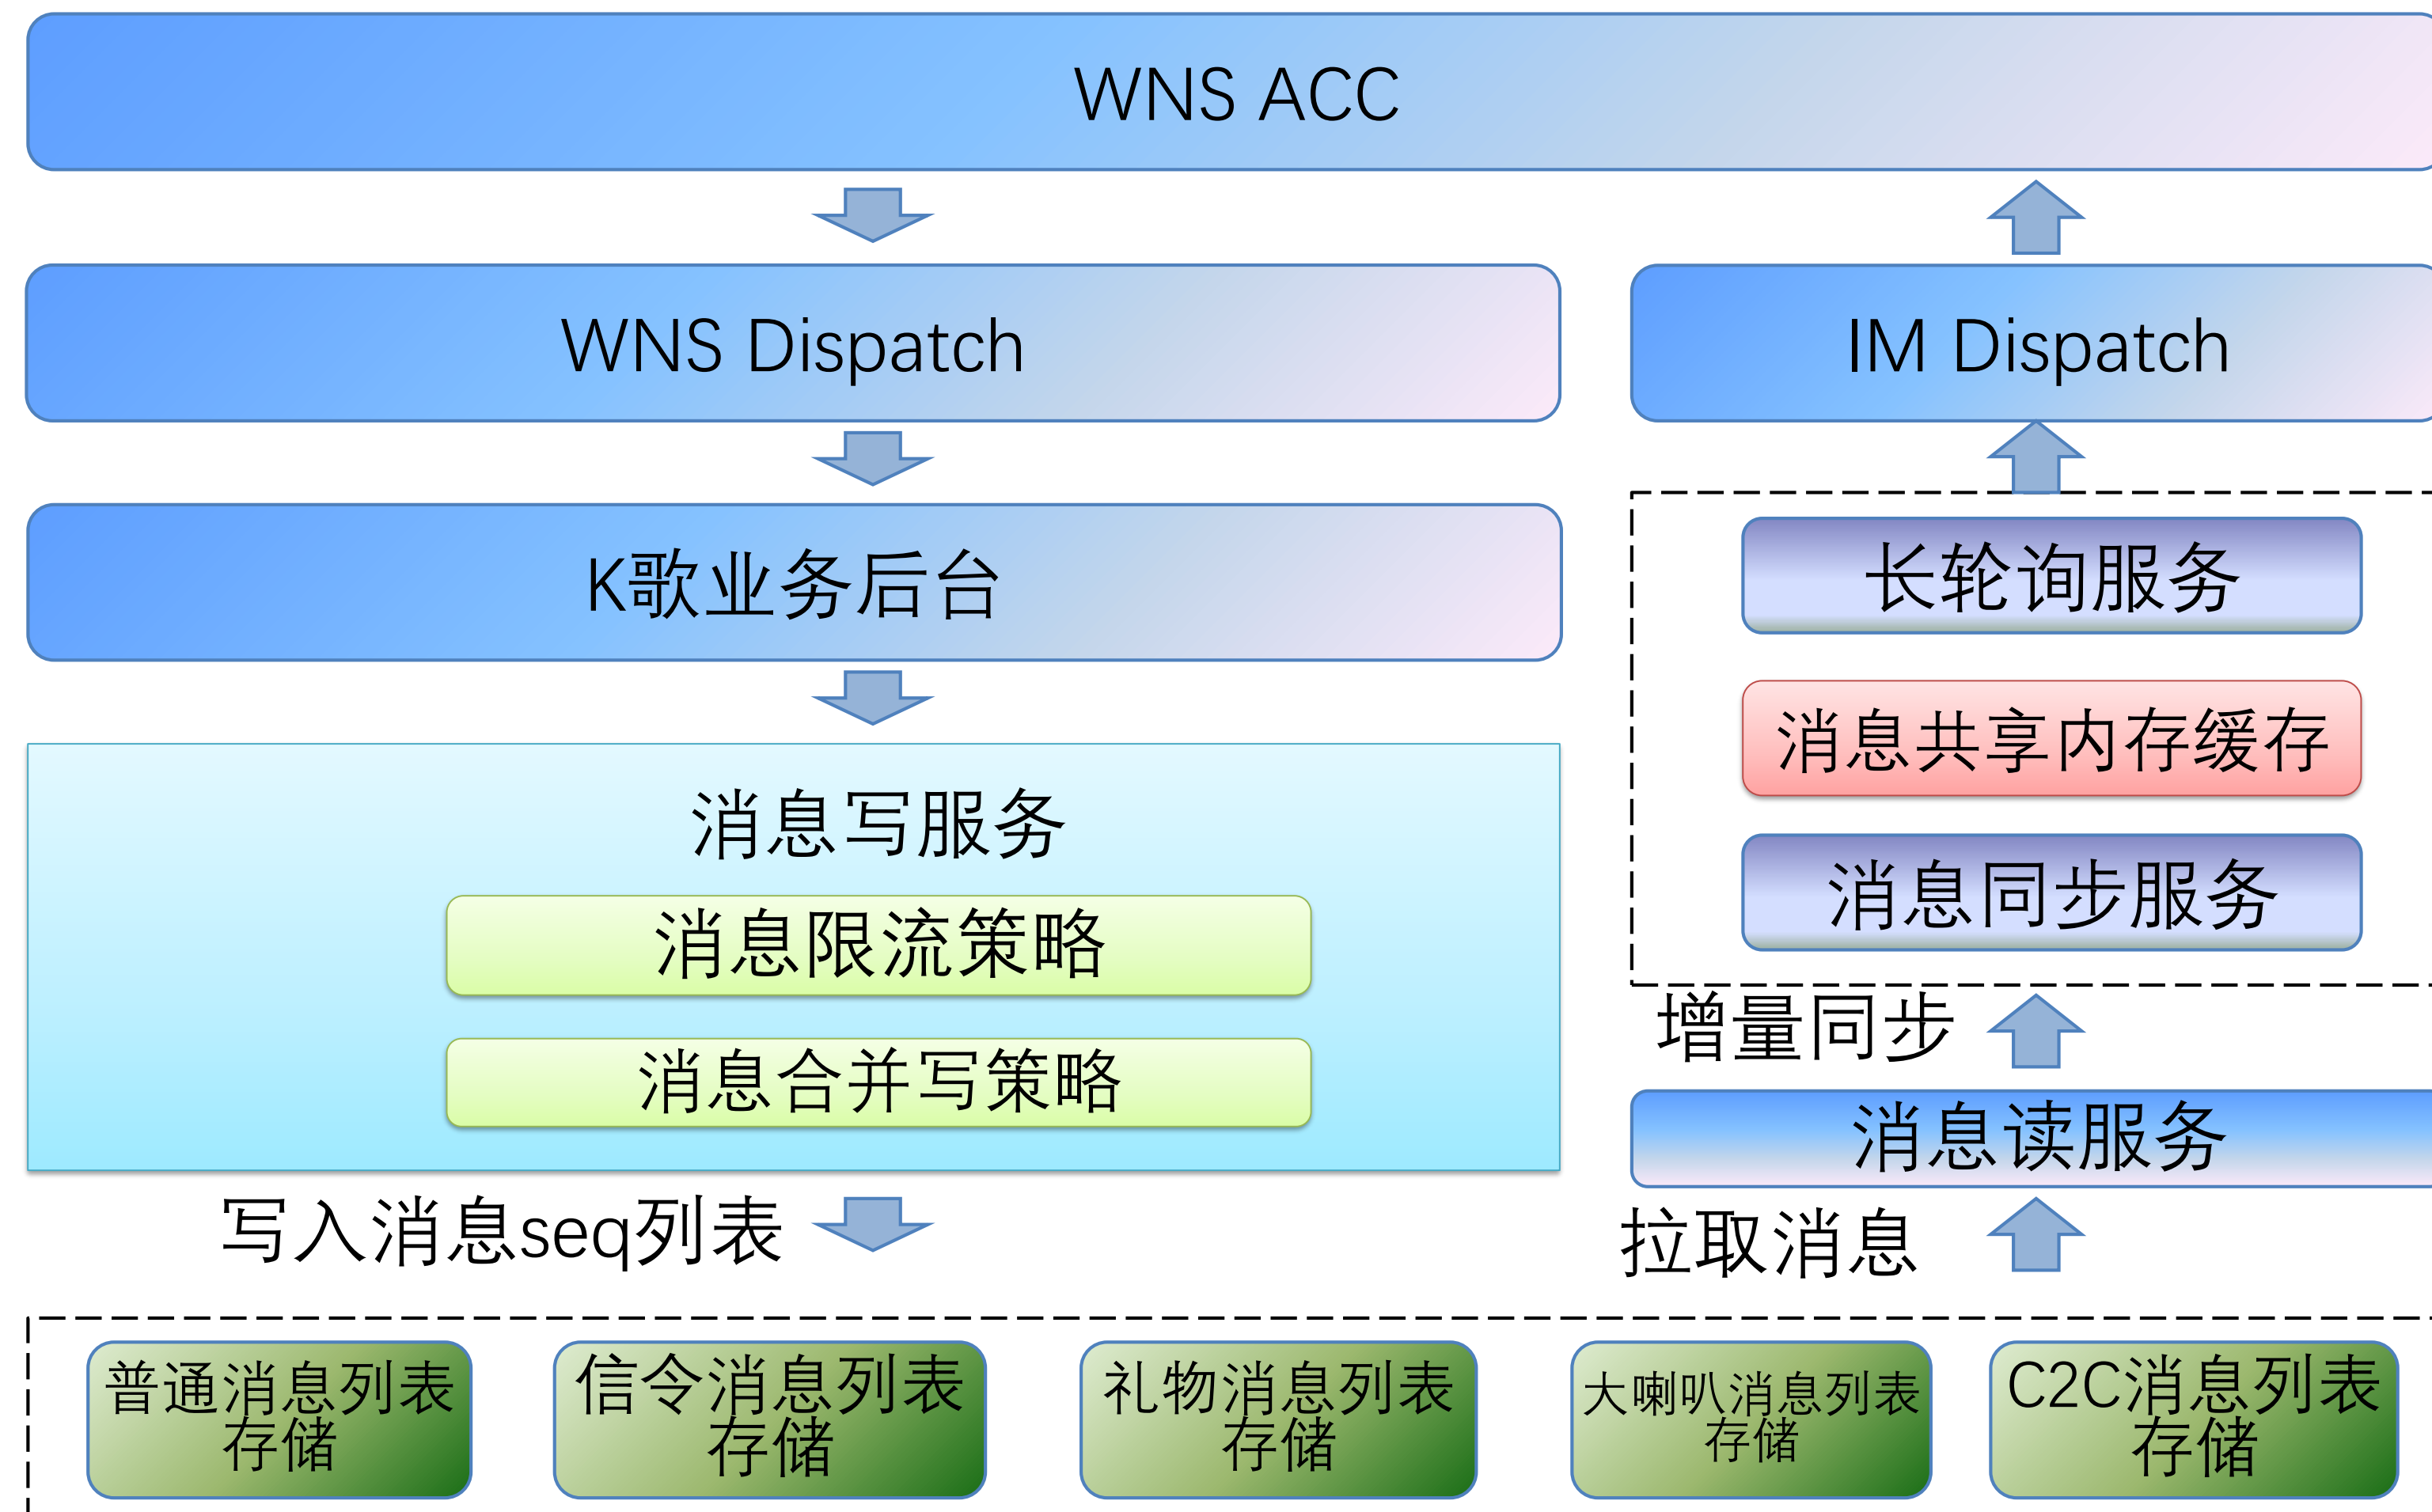 WNS ACC
WNS Dispatch
IM Dispatch
K歌业务后台
长轮询服务
消息共享内存缓存
消息写服务
消息同步服务
消息限流策略
增量同步
消息合并写策略
消息读服务
写入消息seq列表
拉取消息
普通消息列表
存储
信令消息列表
存储
礼物消息列表
存储
大喇叭消息列表
存储
C2C消息列表
存储